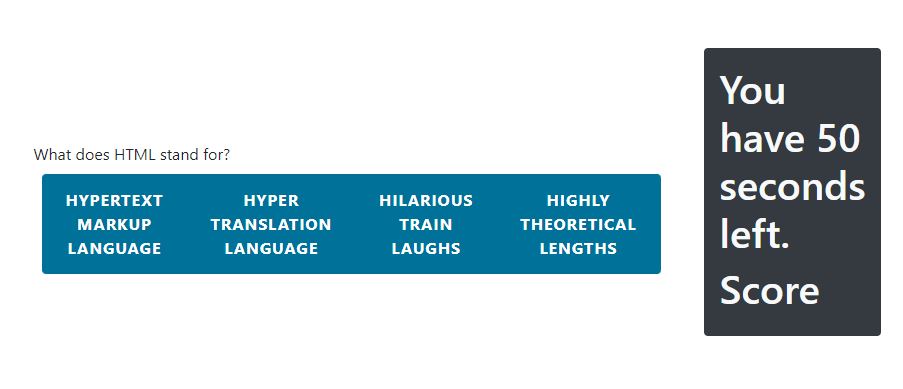 What does HTML stand for?
HYPERTEXT
MARKUP
LANGUAGE
HYPER
TRANSLATION
LANGUAGE
HILARIOUS
TRAIN
LAUGHS
HIGHLY
THEORETICAL
LENGTHS
You
have 50
seconds
left.
Score